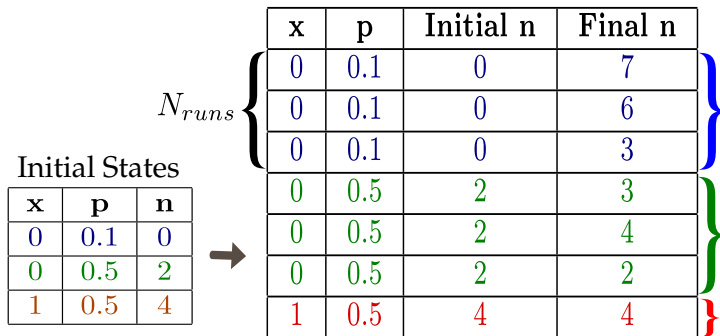 x p Initial n Final n
0 0.1 0 7
0 0.1 0 6
0 0.1 0 3
0 0.5 2 3
0 0.5 2 4
0 0.5 2 2
1 0.5 4 4
N_runs
Initial States
x p n
0 0.1 0
0 0.5 2
1 0.5 4